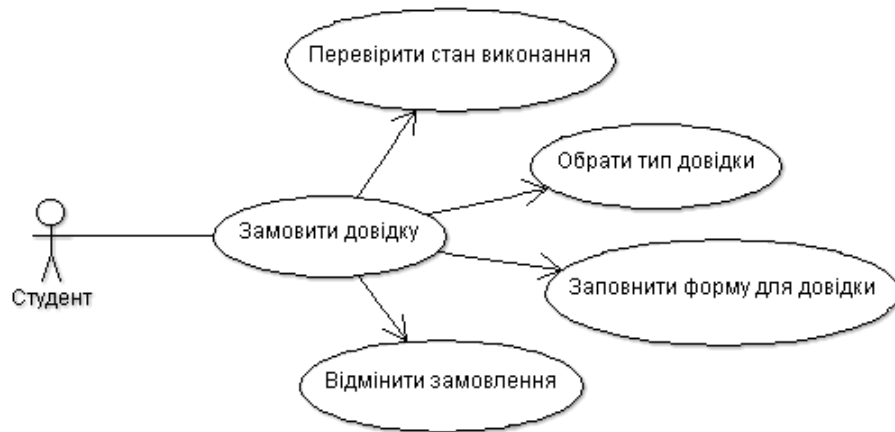 Перевірити стан виконання
Обрати тип довідки
Замовити довідку
Заповнити форму для довідки
Студент
Відмінити замовлення